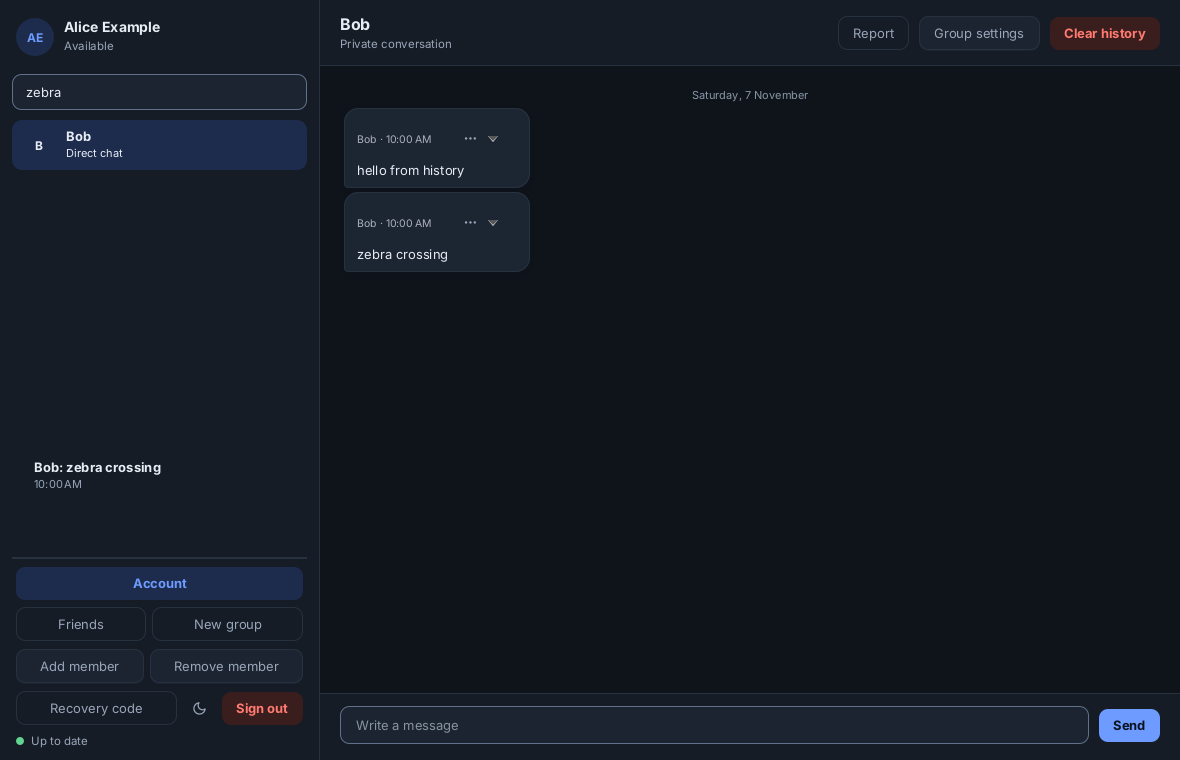 AE
Alice Example
Available
zebra
B
Bob
Direct chat
Bob: zebra crossing
10:00 AM
Account
Friends
New group
Add member
Remove member
Recovery code
Sign out
Up to date
Bob
Private conversation
Report
Group settings
Clear history
Saturday, 7 November
Bob · 10:00 AM
hello from history
Bob · 10:00 AM
zebra crossing
Write a message
Send